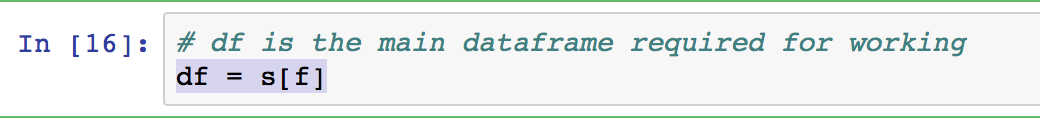 In [16]: # df is the main dataframe required for working
df = s[f]